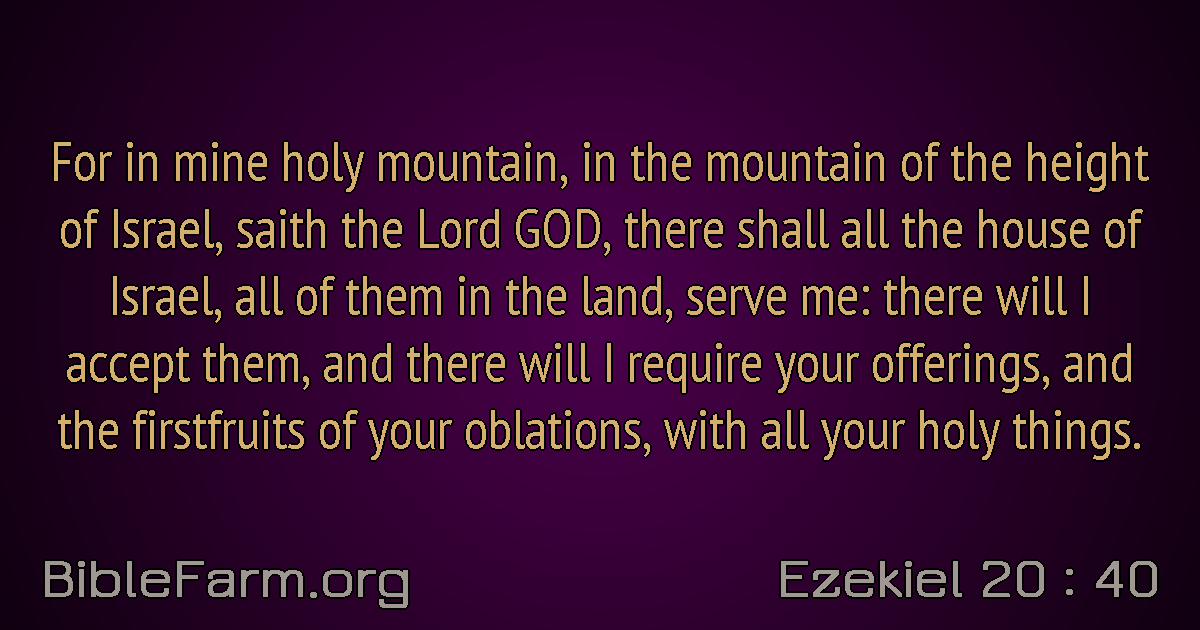 For in mine holy mountain, in the mountain of the height
of Israel, saith the Lord GOD, there shall all the house of
Israel, all of them in the land, serve me: there will I
accept them, and there will I require your offerings, and
the firstfruits of your oblations, with all your holy things.
BibleFarm.org
Ezekiel 20 : 40